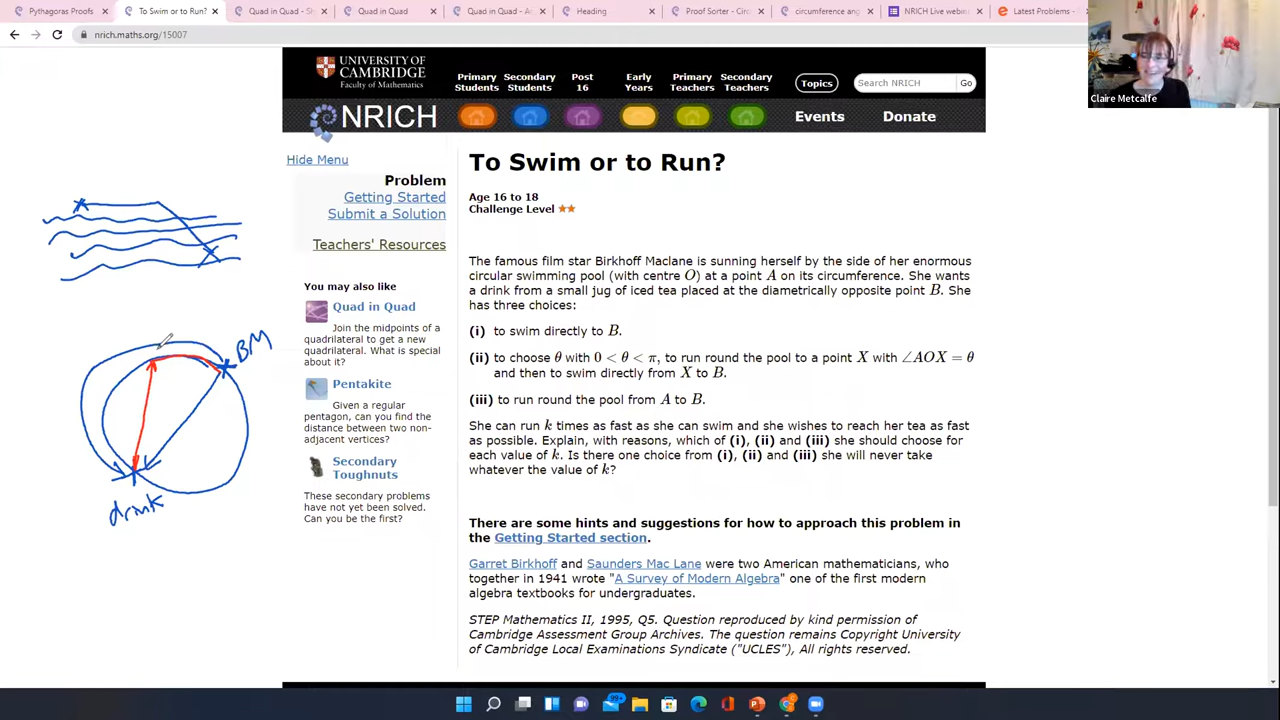 Pythagoras Proofs
To Swim or to Run?
Quad in Quad - S
Quad in Quad
Quad in Quad - A
Heading
Proof Sorter - Circ
circumference ang
NRICH Live webin
Latest Problems -
nrich.maths.org/15007
Claire Metcalfe
UNIVERSITY OF
CAMBRIDGE
Faculty of Mathematics
Primary Students
Secondary Students
Post 16
Early Years
Primary Teachers
Secondary Teachers
Topics
Search NRICH
Go
NRICH
Events
Donate
Hide Menu
Problem
Getting Started
Submit a Solution
Teachers' Resources
You may also like
Quad in Quad
Join the midpoints of a
quadrilateral to get a new
quadrilateral. What is special
about it?
Pentakite
Given a regular
pentagon, can you find the
distance between two non-
adjacent vertices?
Secondary
Toughnuts
These secondary problems
have not yet been solved.
Can you be the first?
BM
drink
To Swim or to Run?
Age 16 to 18
Challenge Level ★★
The famous film star Birkhoff Maclane is sunning herself by the side of her enormous
circular swimming pool (with centre O) at a point A on its circumference. She wants
a drink from a small jug of iced tea placed at the diametrically opposite point B. She
has three choices:
(i) to swim directly to B.
(ii) to choose θ with 0 < θ < π, to run round the pool to a point X with ∠AOX = θ
and then to swim directly from X to B.
(iii) to run round the pool from A to B.
She can run k times as fast as she can swim and she wishes to reach her tea as fast
as possible. Explain, with reasons, which of (i), (ii) and (iii) she should choose for
each value of k. Is there one choice from (i), (ii) and (iii) she will never take
whatever the value of k?
There are some hints and suggestions for how to approach this problem in
the Getting Started section.
Garret Birkhoff and Saunders Mac Lane were two American mathematicians, who
together in 1941 wrote "A Survey of Modern Algebra" one of the first modern
algebra textbooks for undergraduates.
STEP Mathematics II, 1995, Q5. Question reproduced by kind permission of
Cambridge Assessment Group Archives. The question remains Copyright University
of Cambridge Local Examinations Syndicate ("UCLES"), All rights reserved.
99+